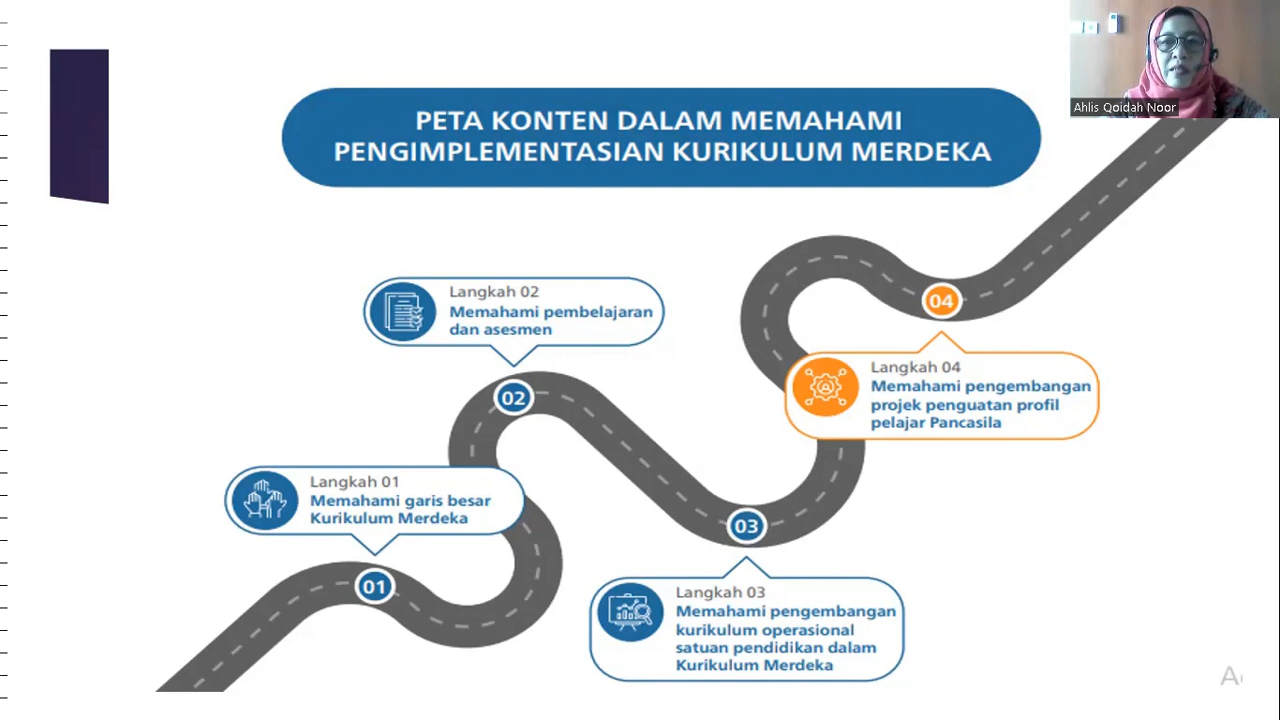 Ahlis Qoidah Noor
PETA KONTEN DALAM MEMAHAMI
PENGIMPLEMENTASIAN KURIKULUM MERDEKA
Langkah 01
Memahami garis besar
Kurikulum Merdeka
01
Langkah 02
Memahami pembelajaran
dan asesmen
02
03
Langkah 03
Memahami pengembangan
kurikulum operasional
satuan pendidikan dalam
Kurikulum Merdeka
04
Langkah 04
Memahami pengembangan
projek penguatan profil
pelajar Pancasila